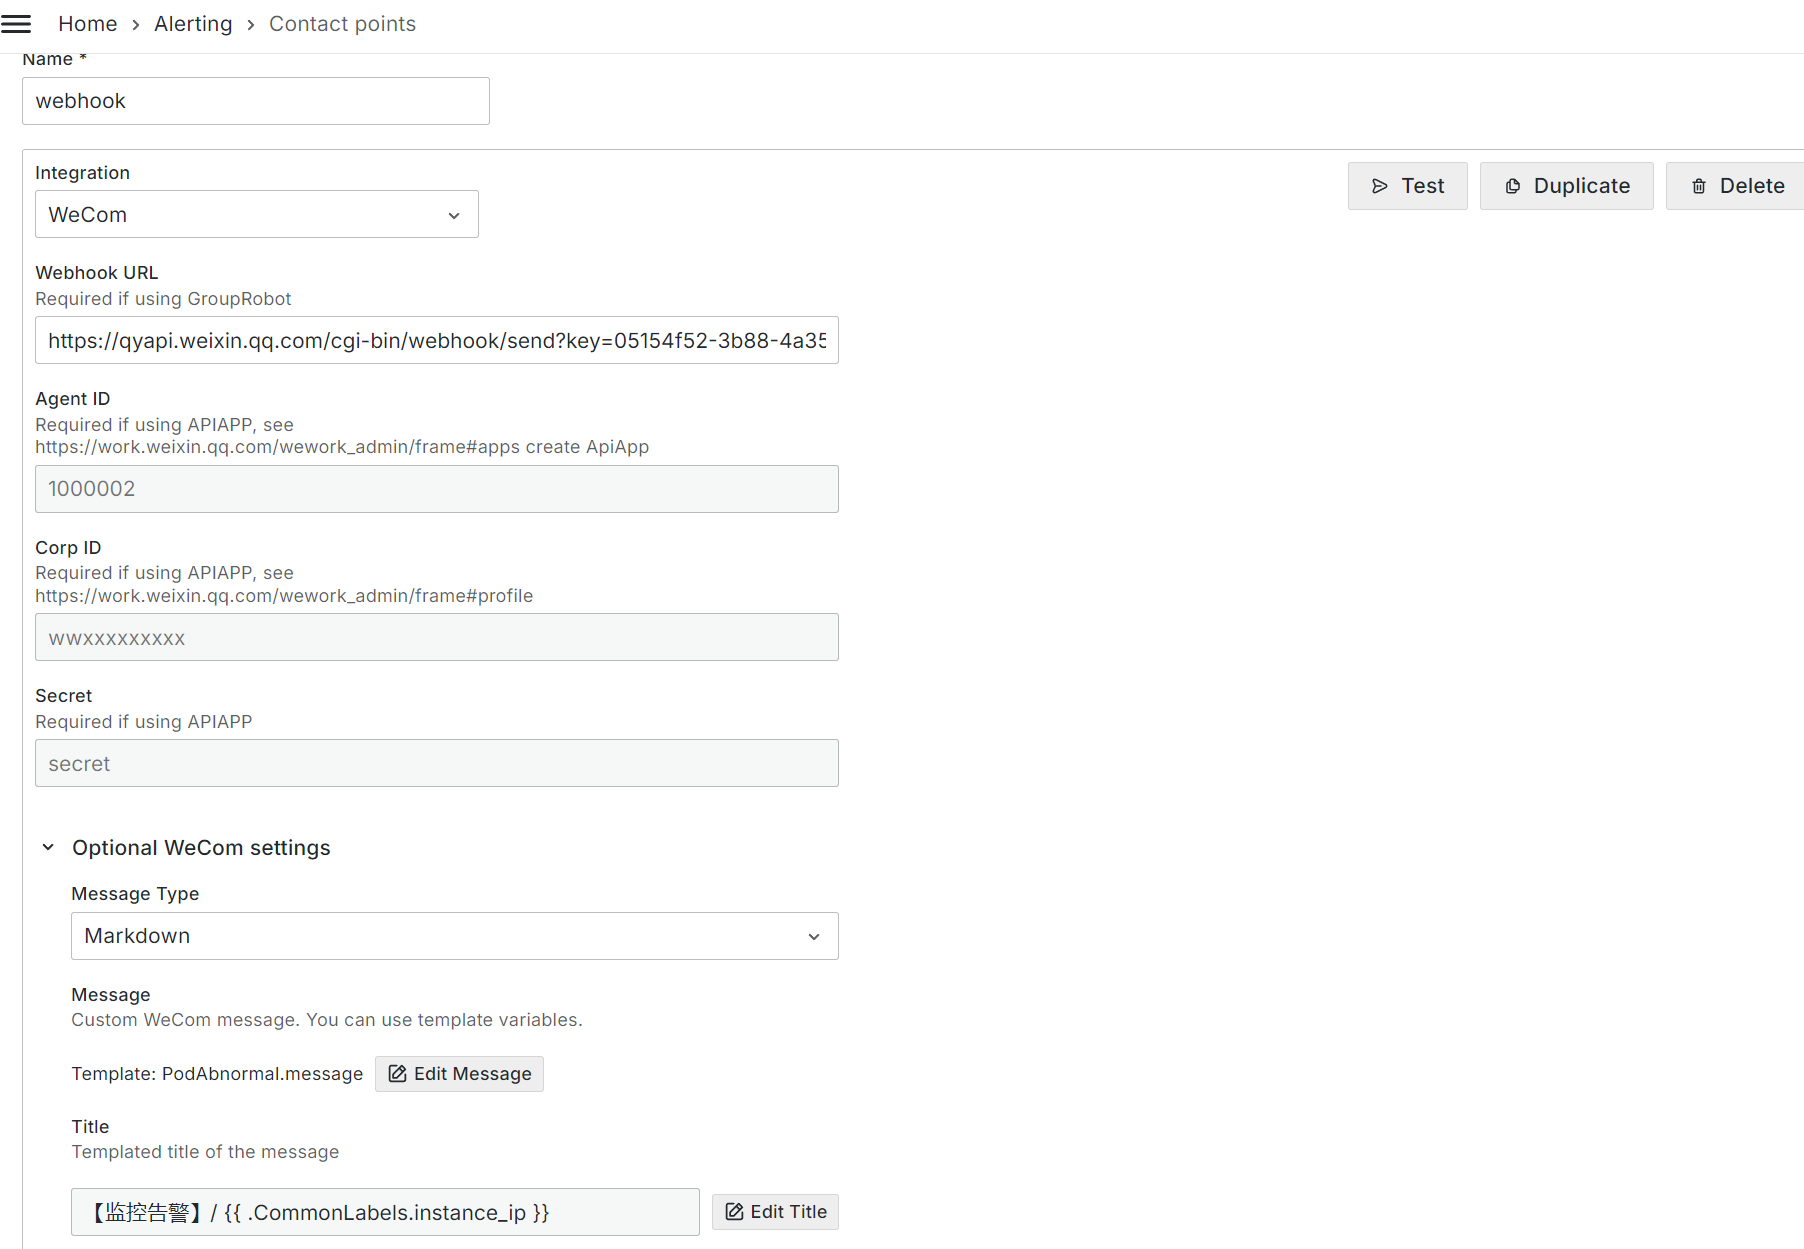 Home › Alerting › Contact points
Name *
webhook
Integration
Test
Duplicate
Delete
WeCom
Webhook URL
Required if using GroupRobot
https://qyapi.weixin.qq.com/cgi-bin/webhook/send?key=05154f52-3b88-4a35
Agent ID
Required if using APIAPP, see
https://work.weixin.qq.com/wework_admin/frame#apps create ApiApp
1000002
Corp ID
Required if using APIAPP, see
https://work.weixin.qq.com/wework_admin/frame#profile
wwxxxxxxxxx
Secret
Required if using APIAPP
secret
Optional WeCom settings
Message Type
Markdown
Message
Custom WeCom message. You can use template variables.
Template: PodAbnormal.message
Edit Message
Title
Templated title of the message
【监控告警】/ {{ .CommonLabels.instance_ip }}
Edit Title